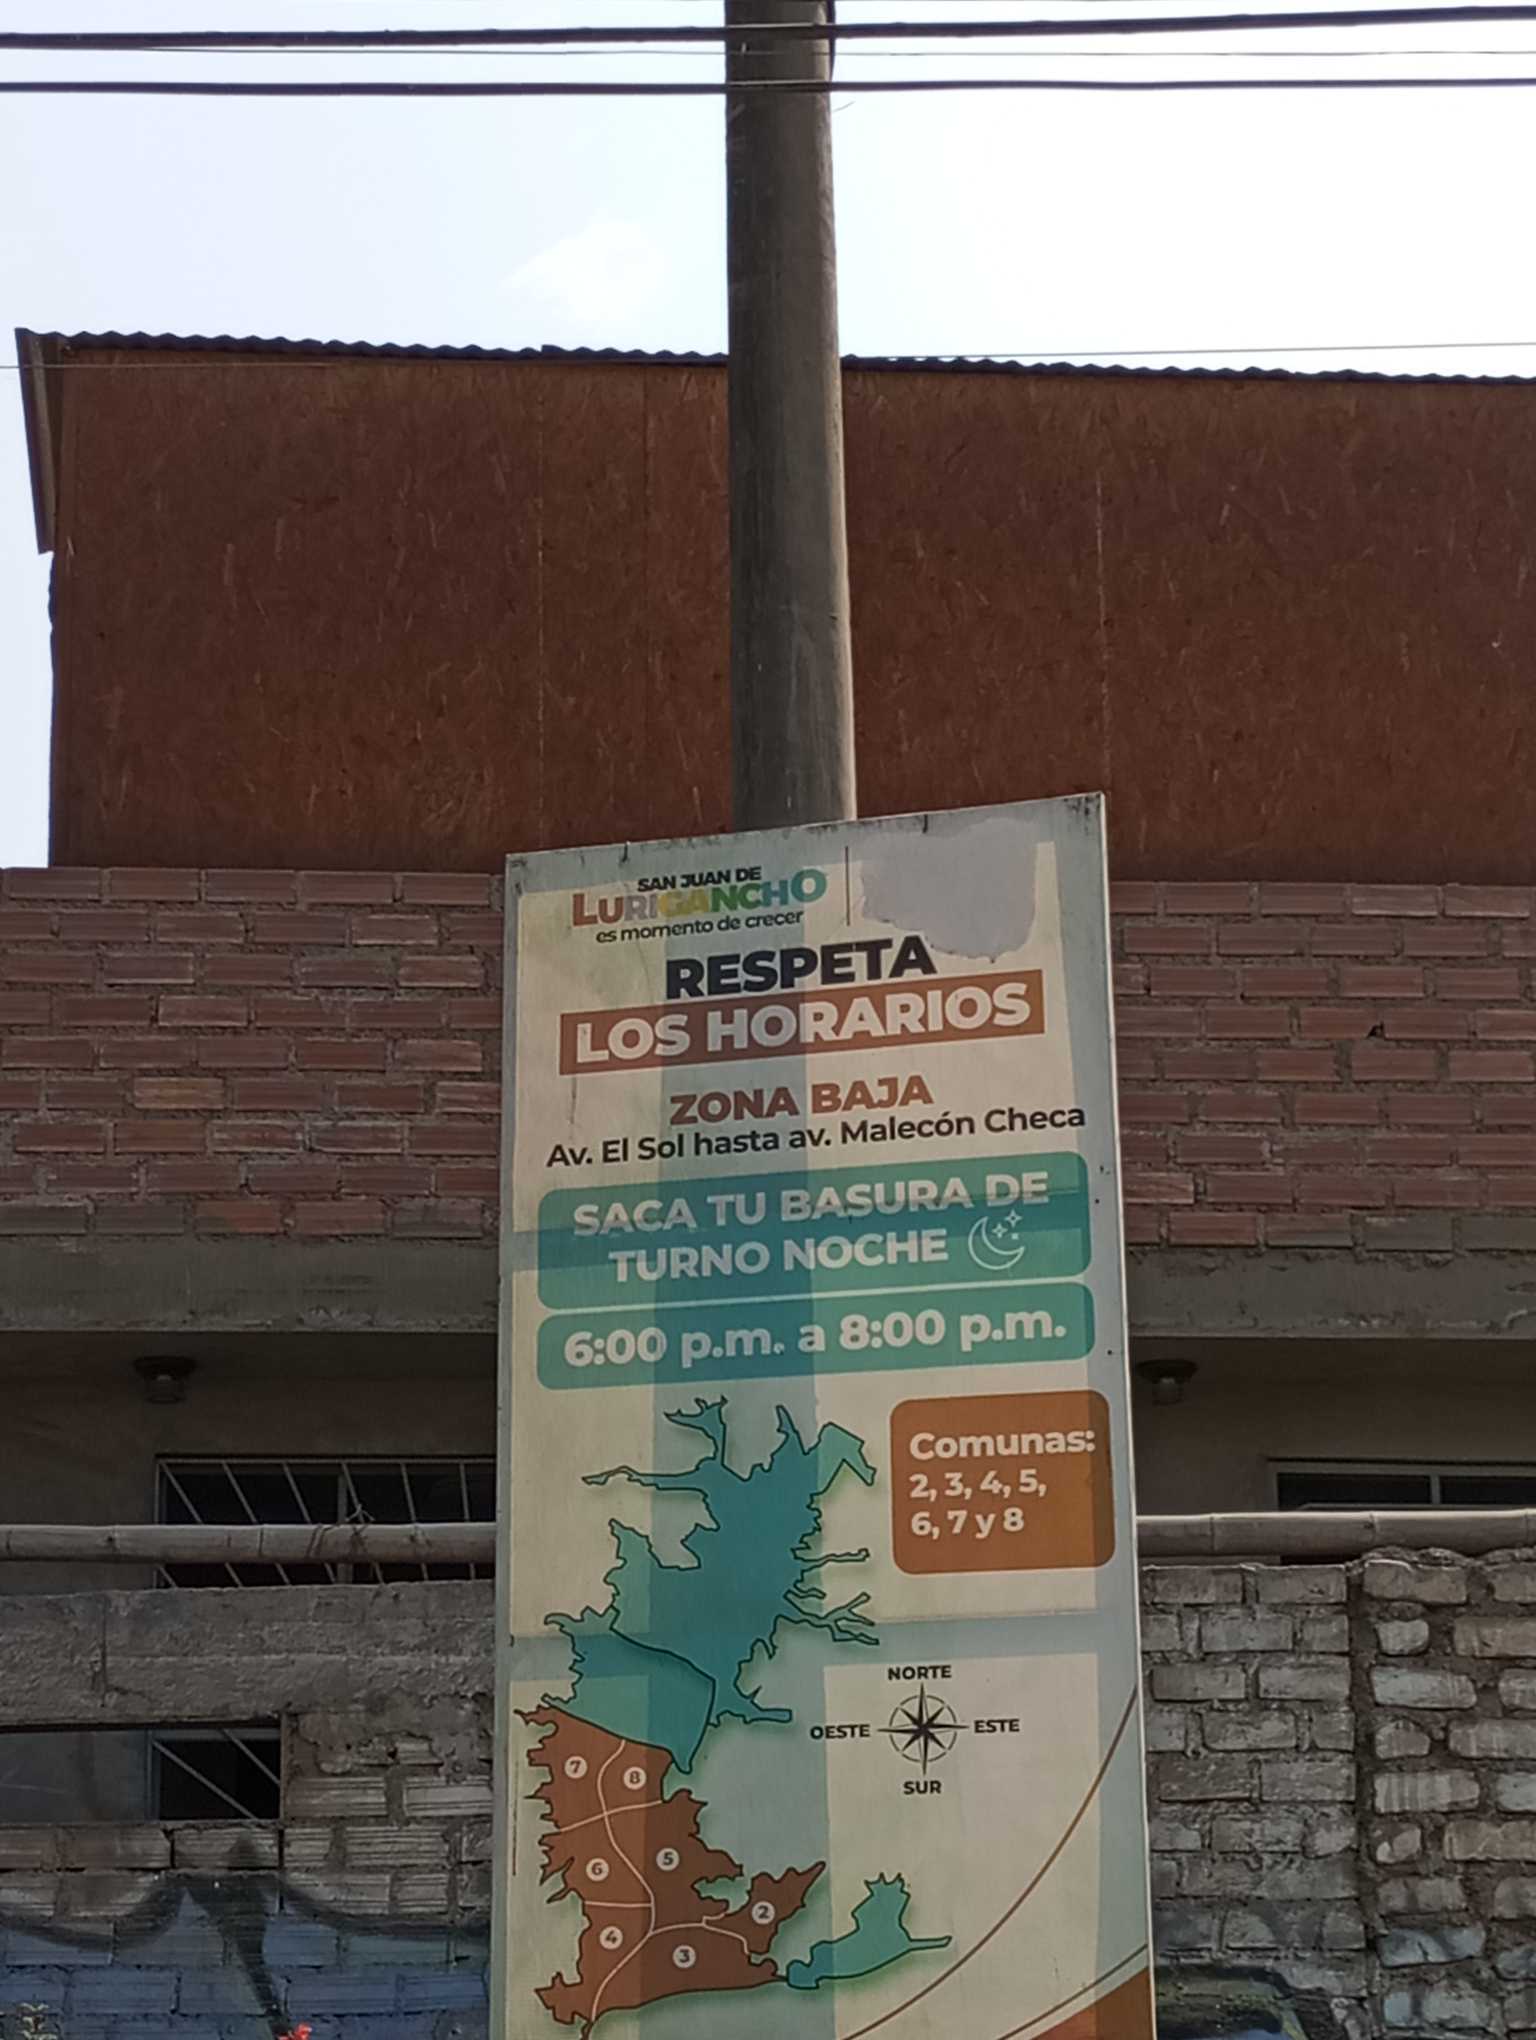 SAN JUAN DE
LURIGANCHO
es momento de crecer
RESPETA
LOS HORARIOS
ZONA BAJA
Av. El Sol hasta av. Malecón Checa
SACA TU BASURA DE
TURNO NOCHE
6:00 p.m. a 8:00 p.m.
Comunas:
2, 3, 4, 5,
6, 7 y 8
NORTE
OESTE ESTE
SUR
7
8
6
5
2
4
3